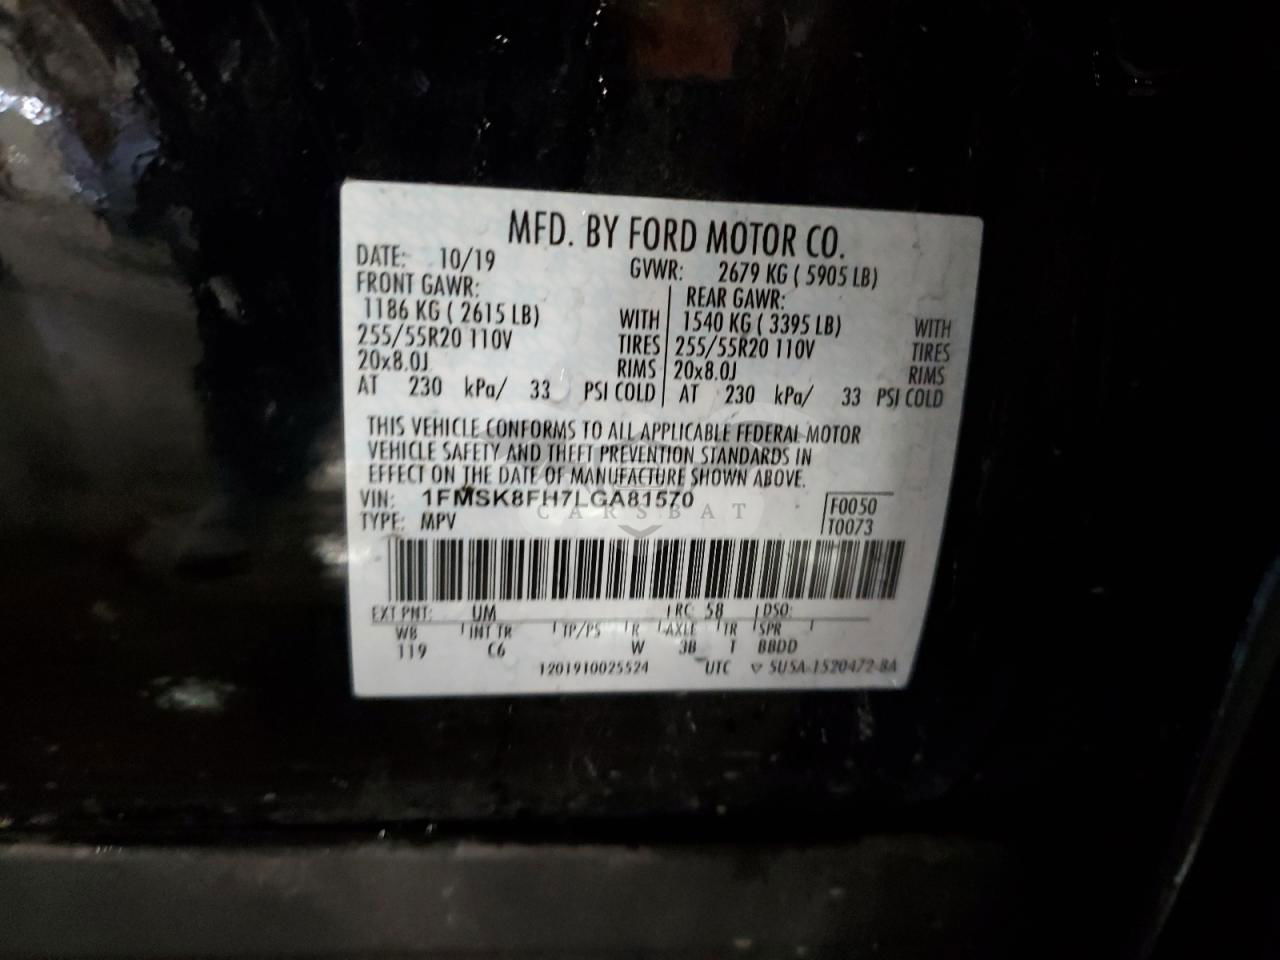 MFD. BY FORD MOTOR CO.
DATE: 10/19 GVWR: 2679 KG ( 5905 LB)
FRONT GAWR: REAR GAWR:
1186 KG ( 2615 LB) WITH 1540 KG ( 3395 LB) WITH
255/55R20 110V TIRES 255/55R20 110V TIRES
20x8.0J RIMS 20x8.0J RIMS
AT 230 kPa/ 33 PSI COLD AT 230 kPa/ 33 PSI COLD
THIS VEHICLE CONFORMS TO ALL APPLICABLE FEDERAL MOTOR
VEHICLE SAFETY AND THEFT PREVENTION STANDARDS IN
EFFECT ON THE DATE OF MANUFACTURE SHOWN ABOVE.
VIN: 1FMSK8FH7LGA81570 F0050
CARSBAT
TYPE: MPV T0073
EXT PNT: UM RC 58 DSO:
WB INT TR TP/PS R AXLE TR SPR
119 C6 W 3B T BBDD
1201910025524 UTC ▽ 5U5A-1520472-BA